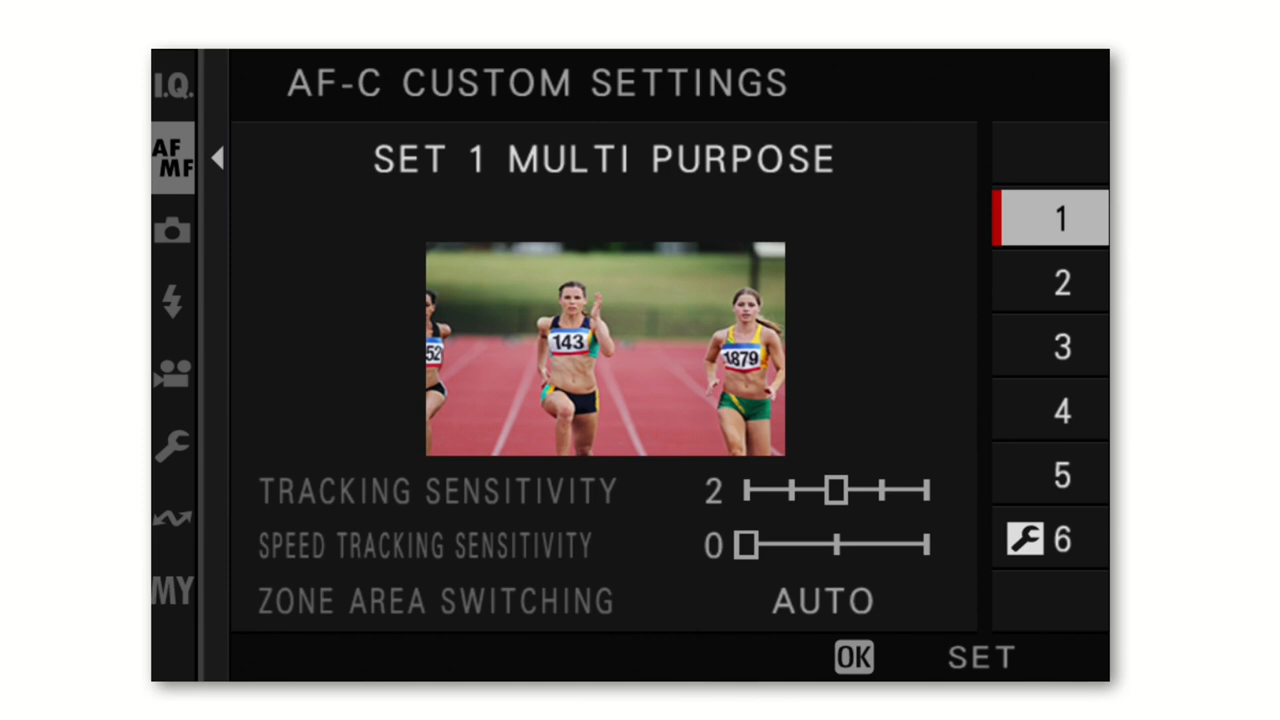 I.Q.
AF-C CUSTOM SETTINGS
AF
MF
SET 1 MULTI PURPOSE
1
2
3
4
5
6
52
143
1879
TRACKING SENSITIVITY 2
SPEED TRACKING SENSITIVITY 0
ZONE AREA SWITCHING AUTO
MY
OK SET